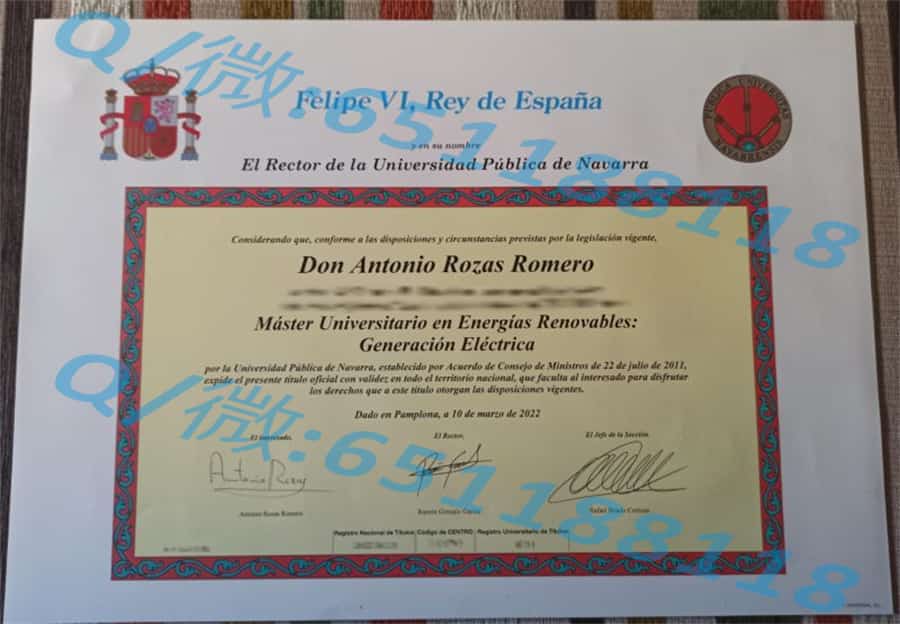 Q/微:651188118
Felipe VI, Rey de España
y en su nombre
El Rector de la Universidad Pública de Navarra
Considerando que, conforme a las disposiciones y circunstancias previstas por la legislación vigente,
Don Antonio Rozas Romero
Máster Universitario en Energías Renovables:
Generación Eléctrica
por la Universidad Pública de Navarra, establecido por Acuerdo de Consejo de Ministros de 22 de julio de 2011,
expide el presente título oficial con validez en todo el territorio nacional, que faculta al interesado para disfrutar
los derechos que a este título otorgan las disposiciones vigentes.
Dado en Pamplona, a 10 de marzo de 2022
Q/微:651188118
El interesado, El Rector, El Jefe de la Sección,
Antonio Rozas Romero
Registro Nacional de Títulos Código de CENTRO Registro Universitario de Títulos